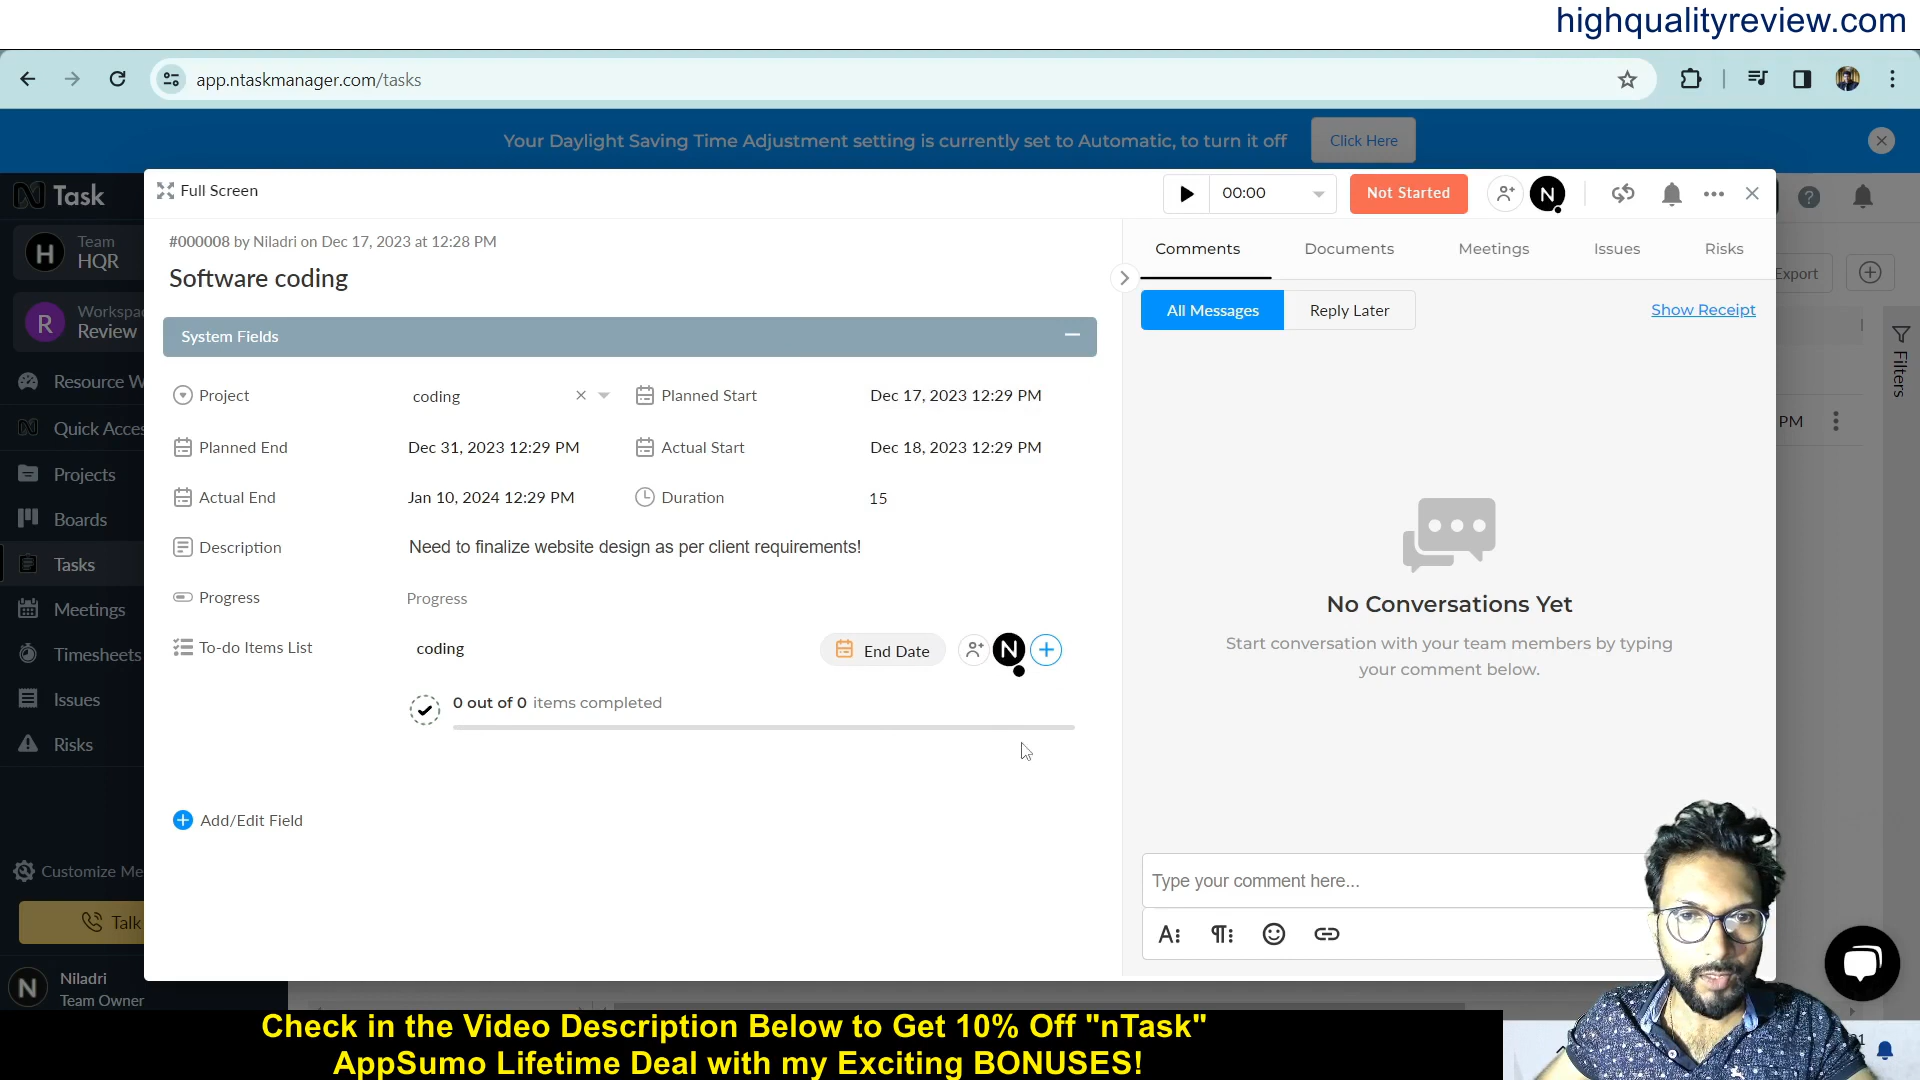 highqualityreview.com
app.ntaskmanager.com/tasks
Your Daylight Saving Time Adjustment setting is currently set to Automatic, to turn it off
Click Here
N Task
Full Screen
00:00
Not Started
N
H
Team
HQR
#000008 by Niladri on Dec 17, 2023 at 12:28 PM
Software coding
Comments
Documents
Meetings
Issues
Risks
Export
R
Review
System Fields
All Messages
Reply Later
Show Receipt
Filters
Resource W
Project
coding
Planned Start
Dec 17, 2023 12:29 PM
PM
Quick Acces
Planned End
Dec 31, 2023 12:29 PM
Actual Start
Dec 18, 2023 12:29 PM
Projects
Actual End
Jan 10, 2024 12:29 PM
Duration
15
Boards
Description
Need to finalize website design as per client requirements!
Tasks
Progress
Progress
No Conversations Yet
Start conversation with your team members by typing
your comment below.
Meetings
To-do Items List
coding
End Date
N
Timesheets
0 out of 0 items completed
Issues
Risks
Add/Edit Field
Customize Me
Type your comment here...
Talk
N
Niladri
Team Owner
Check in the Video Description Below to Get 10% Off "nTask"
AppSumo Lifetime Deal with my Exciting BONUSES!